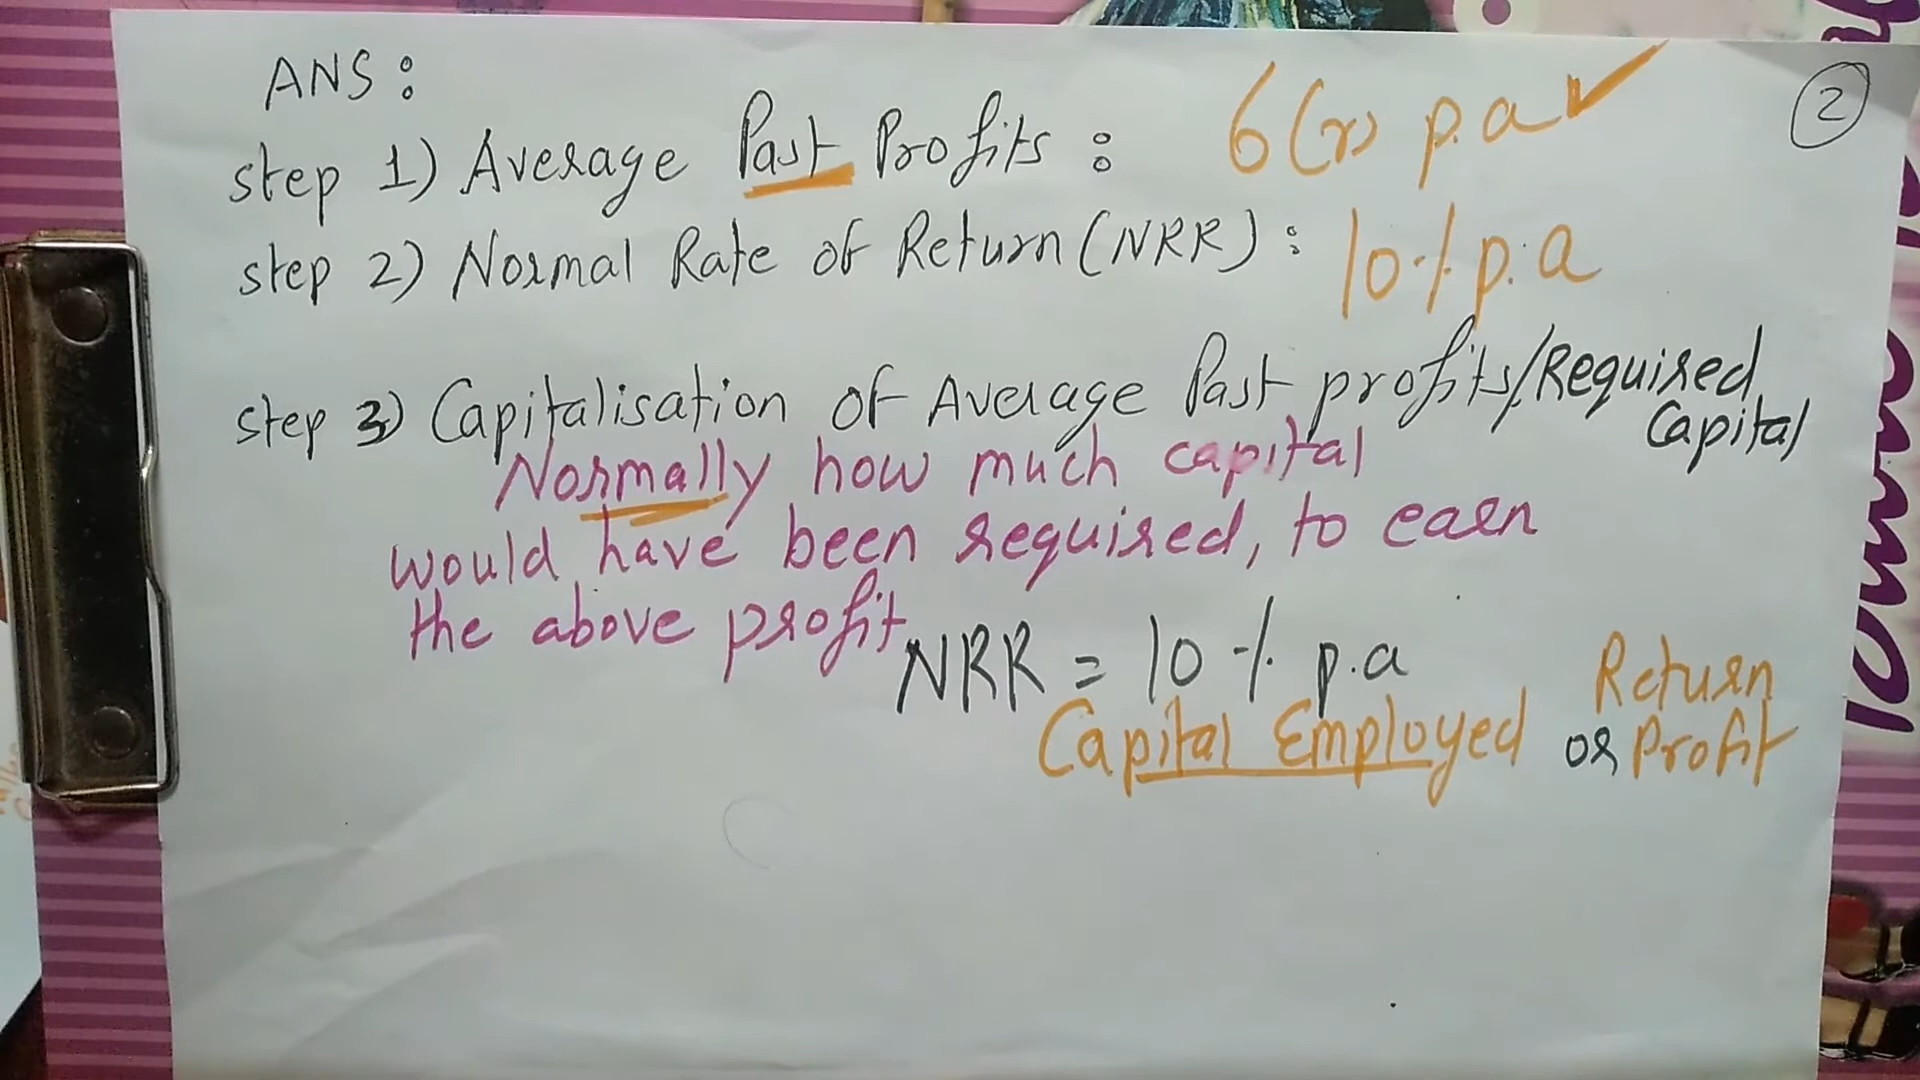 ANS:
2
step 1) Average Past Profits: 6(r) p.a ✓
step 2) Normal Rate of Return (NRR): 10% p.a
step 3) Capitalisation of Average Past profits/Required Capital
Normally how much capital
would have been required, to earn
the above profit
NRR = 10% p.a
Capital Employed or Return Profit